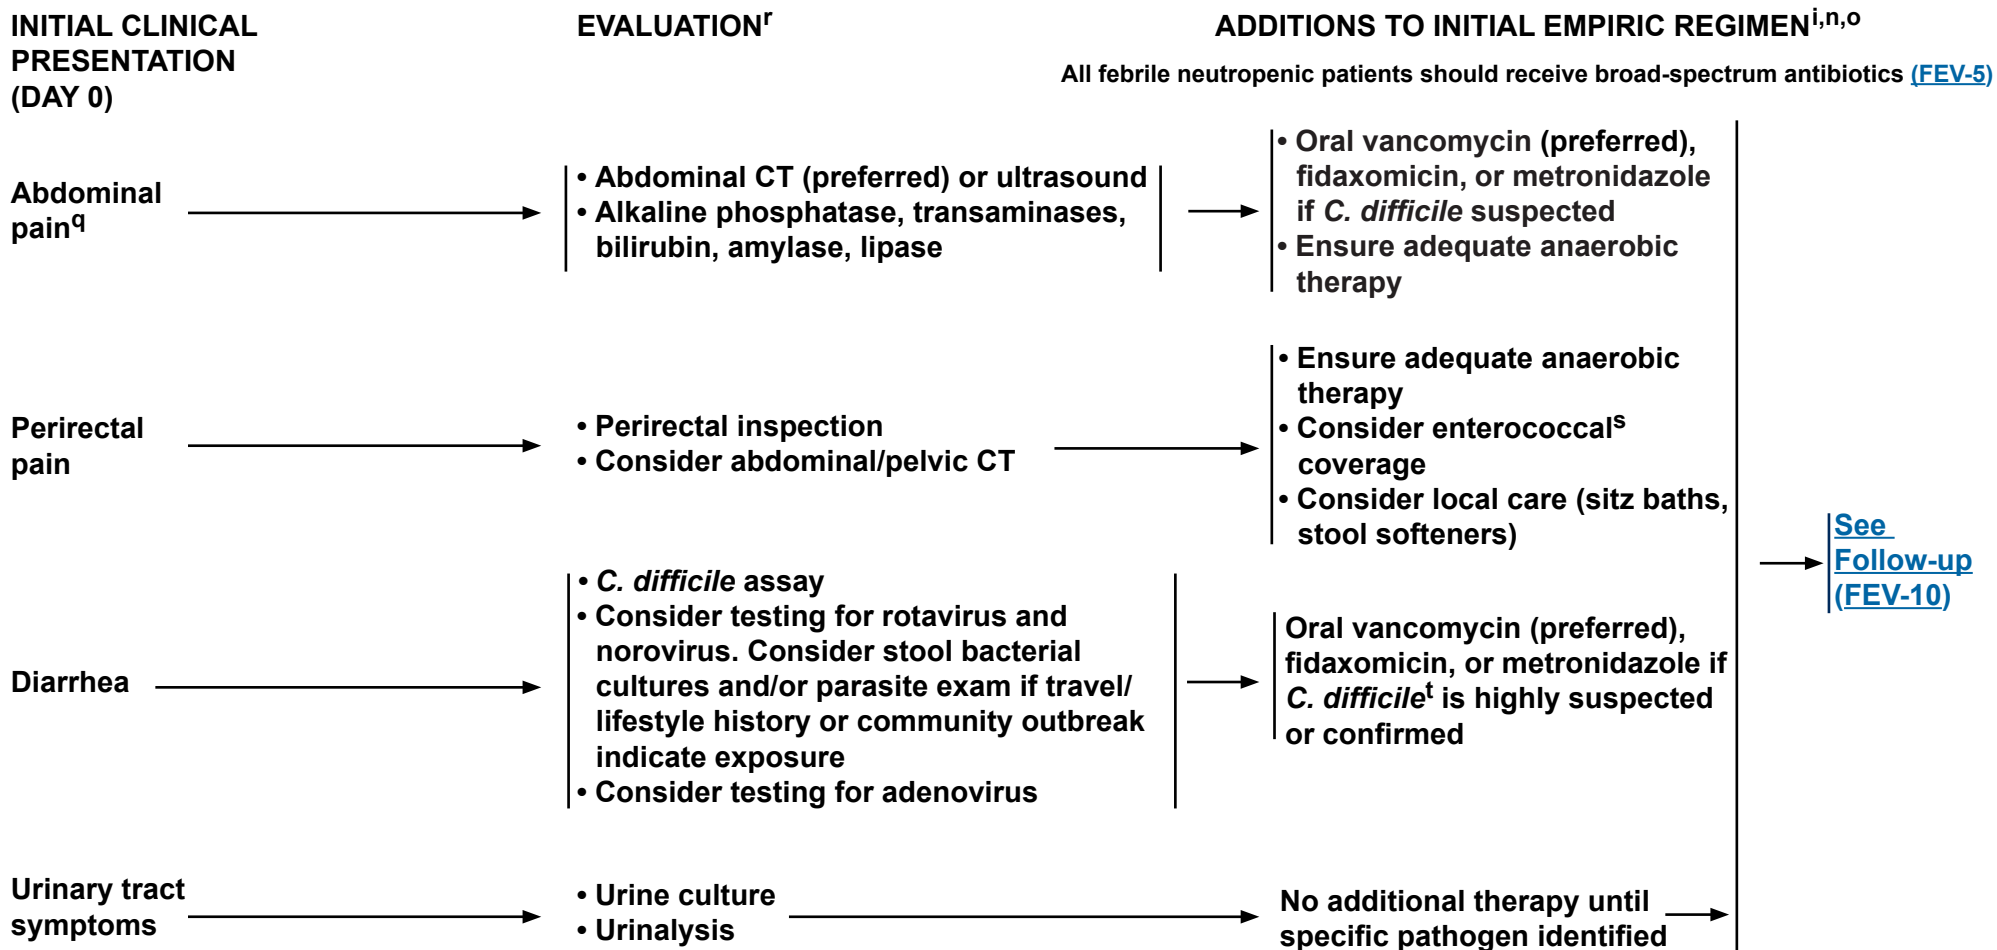 INITIAL CLINICAL
PRESENTATION
(DAY 0)
EVALUATIONʳ
ADDITIONS TO INITIAL EMPIRIC REGIMENⁱ,ⁿ,ᵒ
All febrile neutropenic patients should receive broad-spectrum antibiotics (FEV-5)
Abdominal
pain^q
• Abdominal CT (preferred) or ultrasound
• Alkaline phosphatase, transaminases,
bilirubin, amylase, lipase
• Oral vancomycin (preferred),
fidaxomicin, or metronidazole
if C. difficile suspected
• Ensure adequate anaerobic
therapy
Perirectal
pain
• Perirectal inspection
• Consider abdominal/pelvic CT
• Ensure adequate anaerobic
therapy
• Consider enterococcalˢ
coverage
• Consider local care (sitz baths,
stool softeners)
Diarrhea
• C. difficile assay
• Consider testing for rotavirus and
norovirus. Consider stool bacterial
cultures and/or parasite exam if travel/
lifestyle history or community outbreak
indicate exposure
• Consider testing for adenovirus
Oral vancomycin (preferred),
fidaxomicin, or metronidazole if
C. difficileᵗ is highly suspected
or confirmed
Urinary tract
symptoms
• Urine culture
• Urinalysis
No additional therapy until
specific pathogen identified
See
Follow-up
(FEV-10)